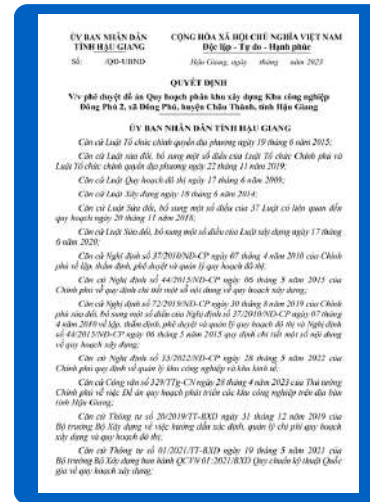 ỦY BAN NHÂN DÂN CỘNG HÒA XÃ HỘI CHỦ NGHĨA VIỆT NAM
TỈNH HẬU GIANG Độc lập - Tự do - Hạnh phúc
Số: /QĐ-UBND Hậu Giang, ngày tháng năm 2023
QUYẾT ĐỊNH
V/v phê duyệt đồ án Quy hoạch phân khu xây dựng Khu công nghiệp
Đông Phú 2, xã Đông Phú, huyện Châu Thành, tỉnh Hậu Giang
ỦY BAN NHÂN DÂN TỈNH HẬU GIANG
Căn cứ Luật Tổ chức chính quyền địa phương ngày 19 tháng 6 năm 2015;
Căn cứ Luật sửa đổi, bổ sung một số điều của Luật Tổ chức Chính phủ và
Luật Tổ chức chính quyền địa phương ngày 22 tháng 11 năm 2019;
Căn cứ Luật Quy hoạch đô thị ngày 17 tháng 6 năm 2009;
Căn cứ Luật Xây dựng ngày 18 tháng 6 năm 2014;
Căn cứ Luật Sửa đổi, bổ sung một số điều của 37 Luật có liên quan đến
quy hoạch ngày 20 tháng 11 năm 2018;
Căn cứ Luật Sửa đổi, bổ sung một số điều của Luật xây dựng ngày 17 tháng
6 năm 2020;
Căn cứ Nghị định số 37/2010/NĐ-CP ngày 07 tháng 4 năm 2010 của Chính
phủ về lập, thẩm định, phê duyệt và quản lý quy hoạch đô thị;
Căn cứ Nghị định số 44/2015/NĐ-CP ngày 06 tháng 5 năm 2015 của
Chính phủ về quy định chi tiết một số nội dung về quy hoạch xây dựng;
Căn cứ Nghị định số 72/2019/NĐ-CP ngày 30 tháng 8 năm 2019 của Chính
phủ sửa đổi, bổ sung một số điều của Nghị định số 37/2010/NĐ-CP ngày 07 tháng
4 năm 2010 về lập, thẩm định, phê duyệt và quản lý quy hoạch đô thị và Nghị định
số 44/2015/NĐ-CP ngày 06 tháng 5 năm 2015 quy định chi tiết một số nội dung
về quy hoạch xây dựng;
Căn cứ Nghị định số 35/2022/NĐ-CP ngày 28 tháng 5 năm 2022 của
Chính phủ quy định về quản lý khu công nghiệp và khu kinh tế;
Căn cứ Công văn số 329/TTg-CN ngày 28 tháng 4 năm 2023 của Thủ tướng
Chính phủ về việc Đề án quy hoạch phát triển các khu công nghiệp trên địa bàn
tỉnh Hậu Giang;
Căn cứ Thông tư số 20/2019/TT-BXD ngày 31 tháng 12 năm 2019 của
Bộ trưởng Bộ Xây dựng về việc hướng dẫn xác định, quản lý chi phí quy hoạch
xây dựng và quy hoạch đô thị;
Căn cứ Thông tư số 01/2021/TT-BXD ngày 19 tháng 5 năm 2021 của
Bộ trưởng Bộ Xây dựng ban hành QCVN 01:2021/BXD Quy chuẩn kỹ thuật Quốc
gia về quy hoạch xây dựng;